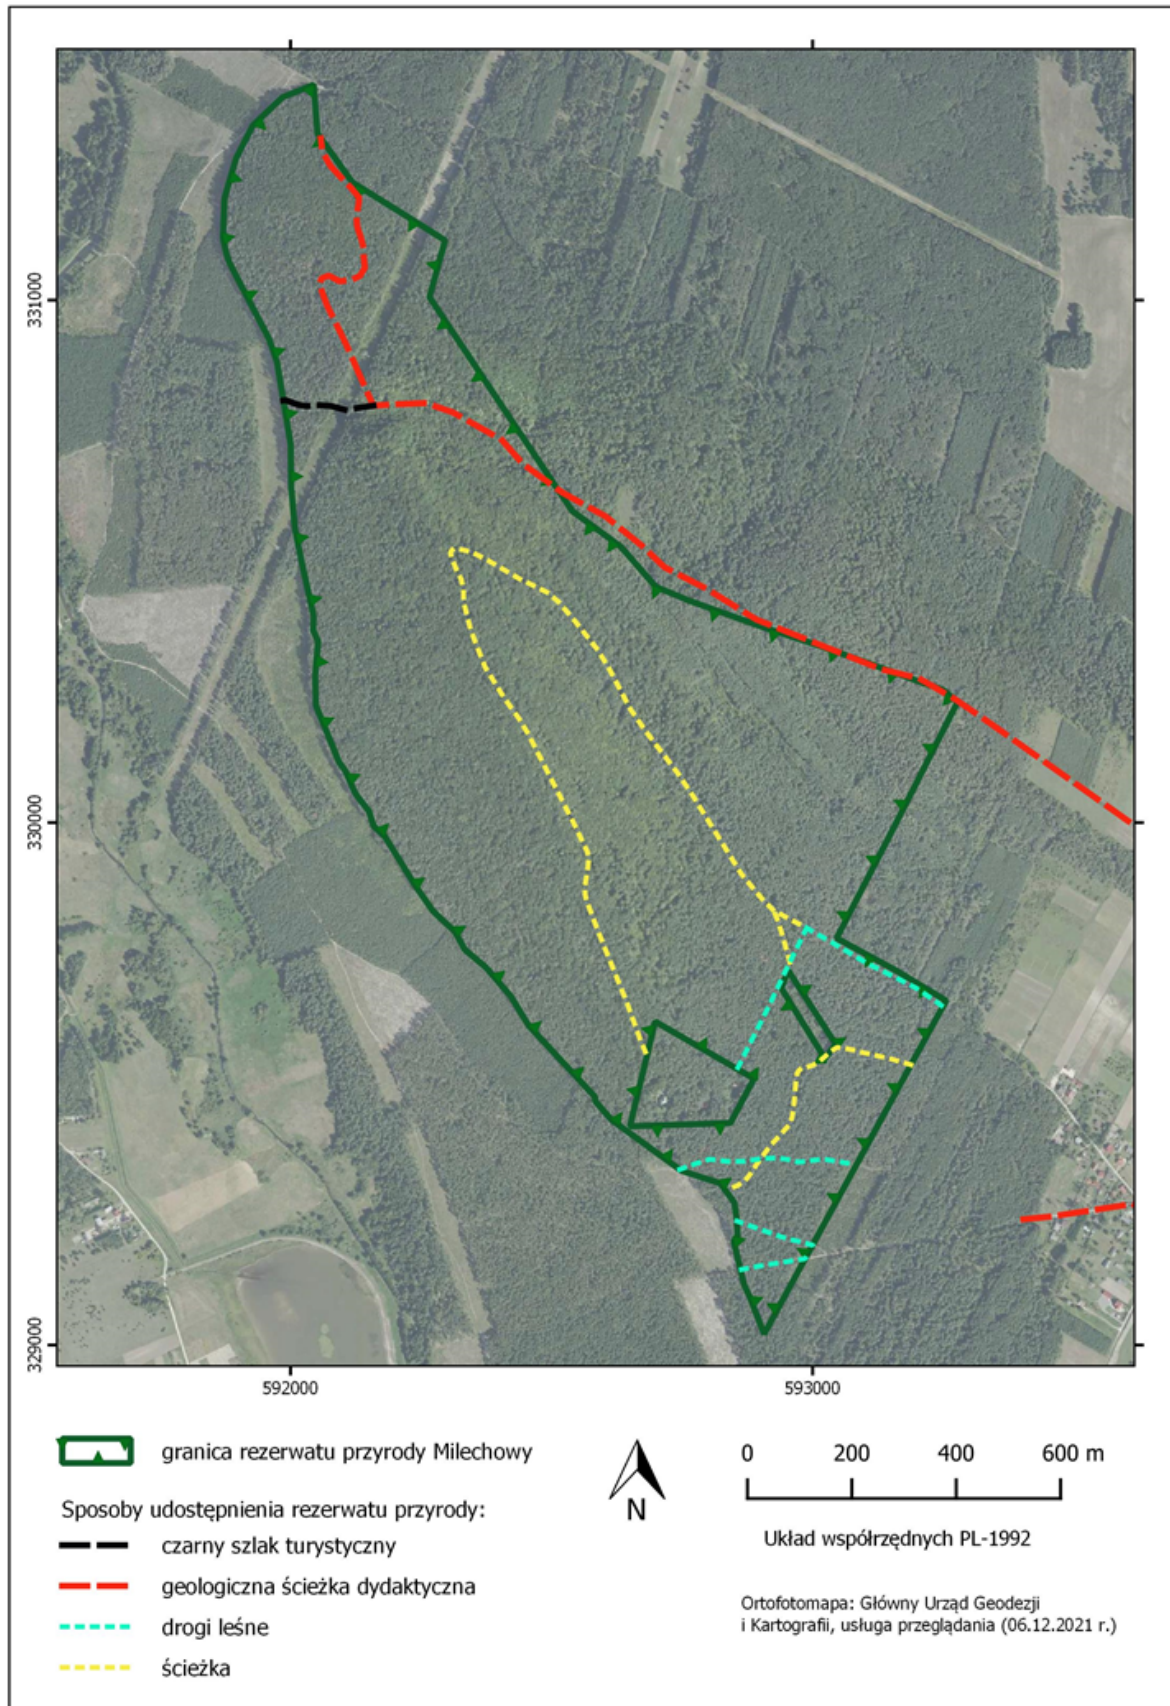 331000
330000
329000
592000
593000
granica rezerwatu przyrody Milechowy
Sposoby udostępnienia rezerwatu przyrody:
czarny szlak turystyczny
geologiczna ścieżka dydaktyczna
drogi leśne
ścieżka
N
0 200 400 600 m
Układ współrzędnych PL-1992
Ortofotomapa: Główny Urząd Geodezji
i Kartografii, usługa przeglądania (06.12.2021 r.)